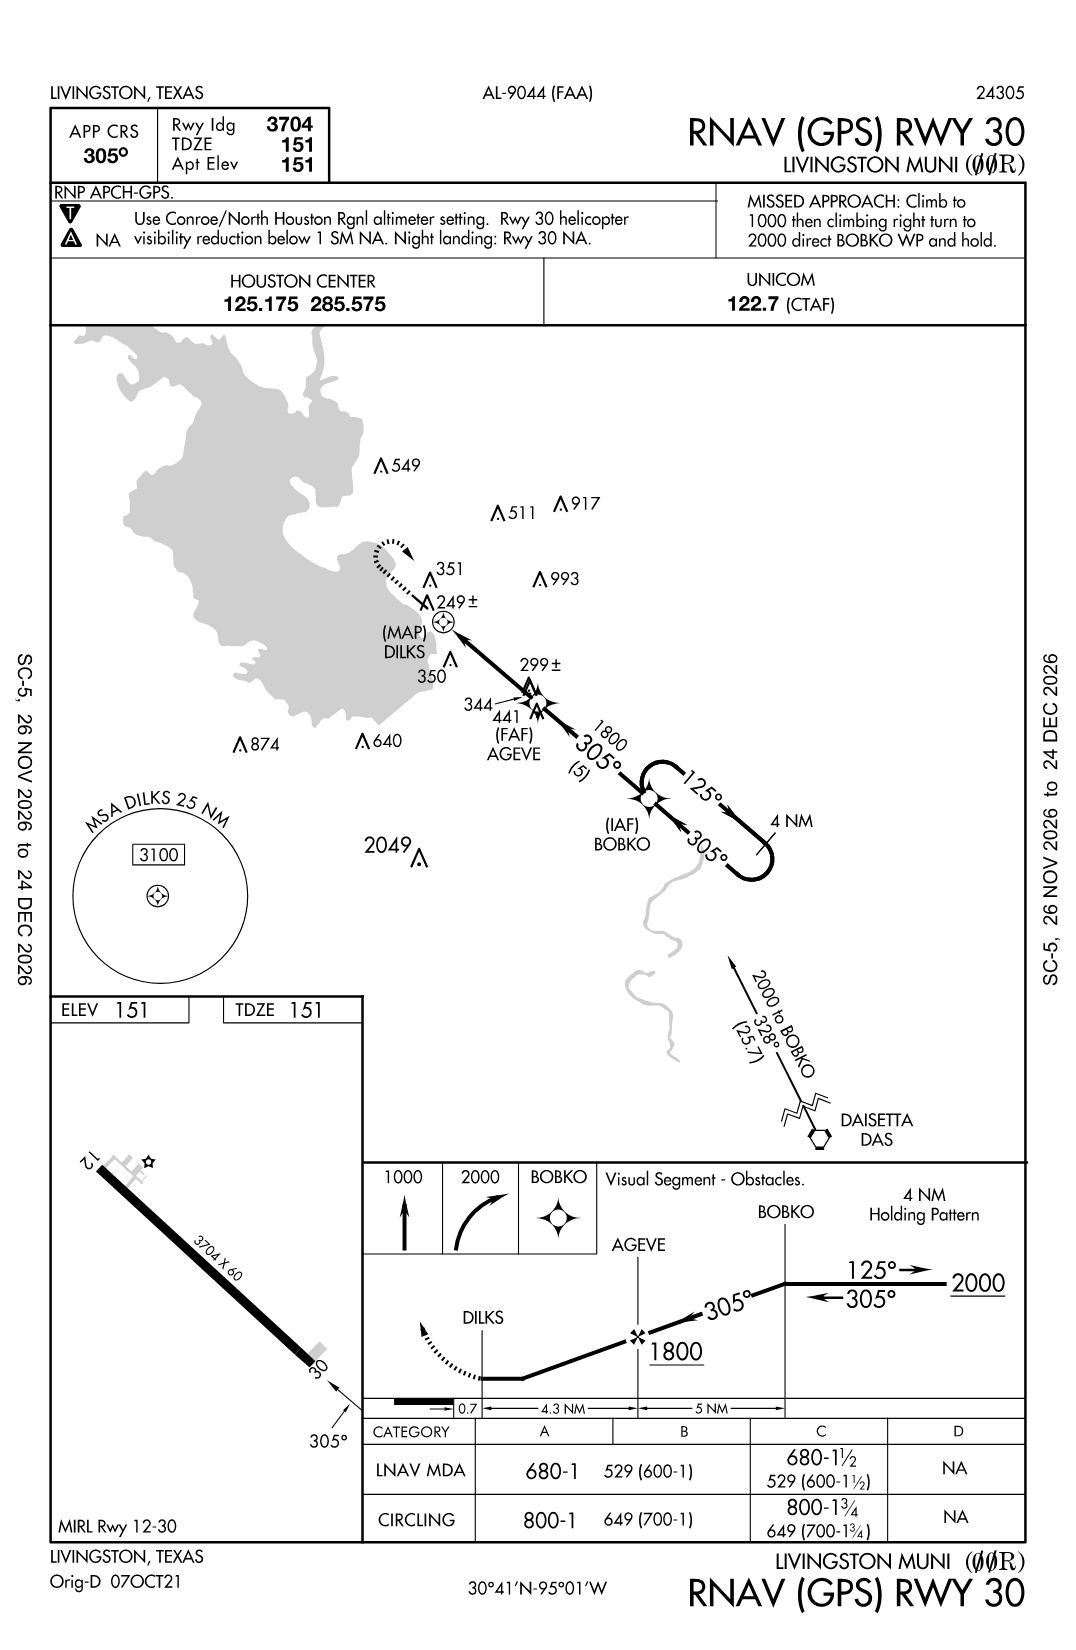 LIVINGSTON, TEXAS
AL-9044 (FAA)
24305
APP CRS
305°
Rwy Idg 3704
TDZE 151
Apt Elev 151
RNAV (GPS) RWY 30
LIVINGSTON MUNI (ØØR)
RNP APCH-GPS.
T
A NA
Use Conroe/North Houston Rgnl altimeter setting. Rwy 30 helicopter
visibility reduction below 1 SM NA. Night landing: Rwy 30 NA.
MISSED APPROACH: Climb to
1000 then climbing right turn to
2000 direct BOBKO WP and hold.
HOUSTON CENTER
125.175 285.575
UNICOM
122.7 (CTAF)
549
511
917
351
993
249±
(MAP)
DILKS
350
299±
344
441
(FAF)
AGEVE
1800
305°
(5)
874
640
125°
4 NM
(IAF)
BOBKO
305°
MSA DILKS 25 NM
3100
2049
2000 to BOBKO
328°
(25.7)
DAISETTA
DAS
SC-5, 26 NOV 2026 to 24 DEC 2026
SC-5, 26 NOV 2026 to 24 DEC 2026
ELEV 151
TDZE 151
12
3704 X 60
30
305°
MIRL Rwy 12-30
1000
2000
BOBKO
Visual Segment - Obstacles.
4 NM
Holding Pattern
BOBKO
AGEVE
DILKS
125°
305°
2000
305°
1800
0.7
4.3 NM
5 NM
CATEGORY A B C D
LNAV MDA 680-1 529 (600-1) 680-1½ 529 (600-1½) NA
CIRCLING 800-1 649 (700-1) 800-1¾ 649 (700-1¾) NA
LIVINGSTON, TEXAS
Orig-D 07OCT21
30°41'N-95°01'W
LIVINGSTON MUNI (ØØR)
RNAV (GPS) RWY 30